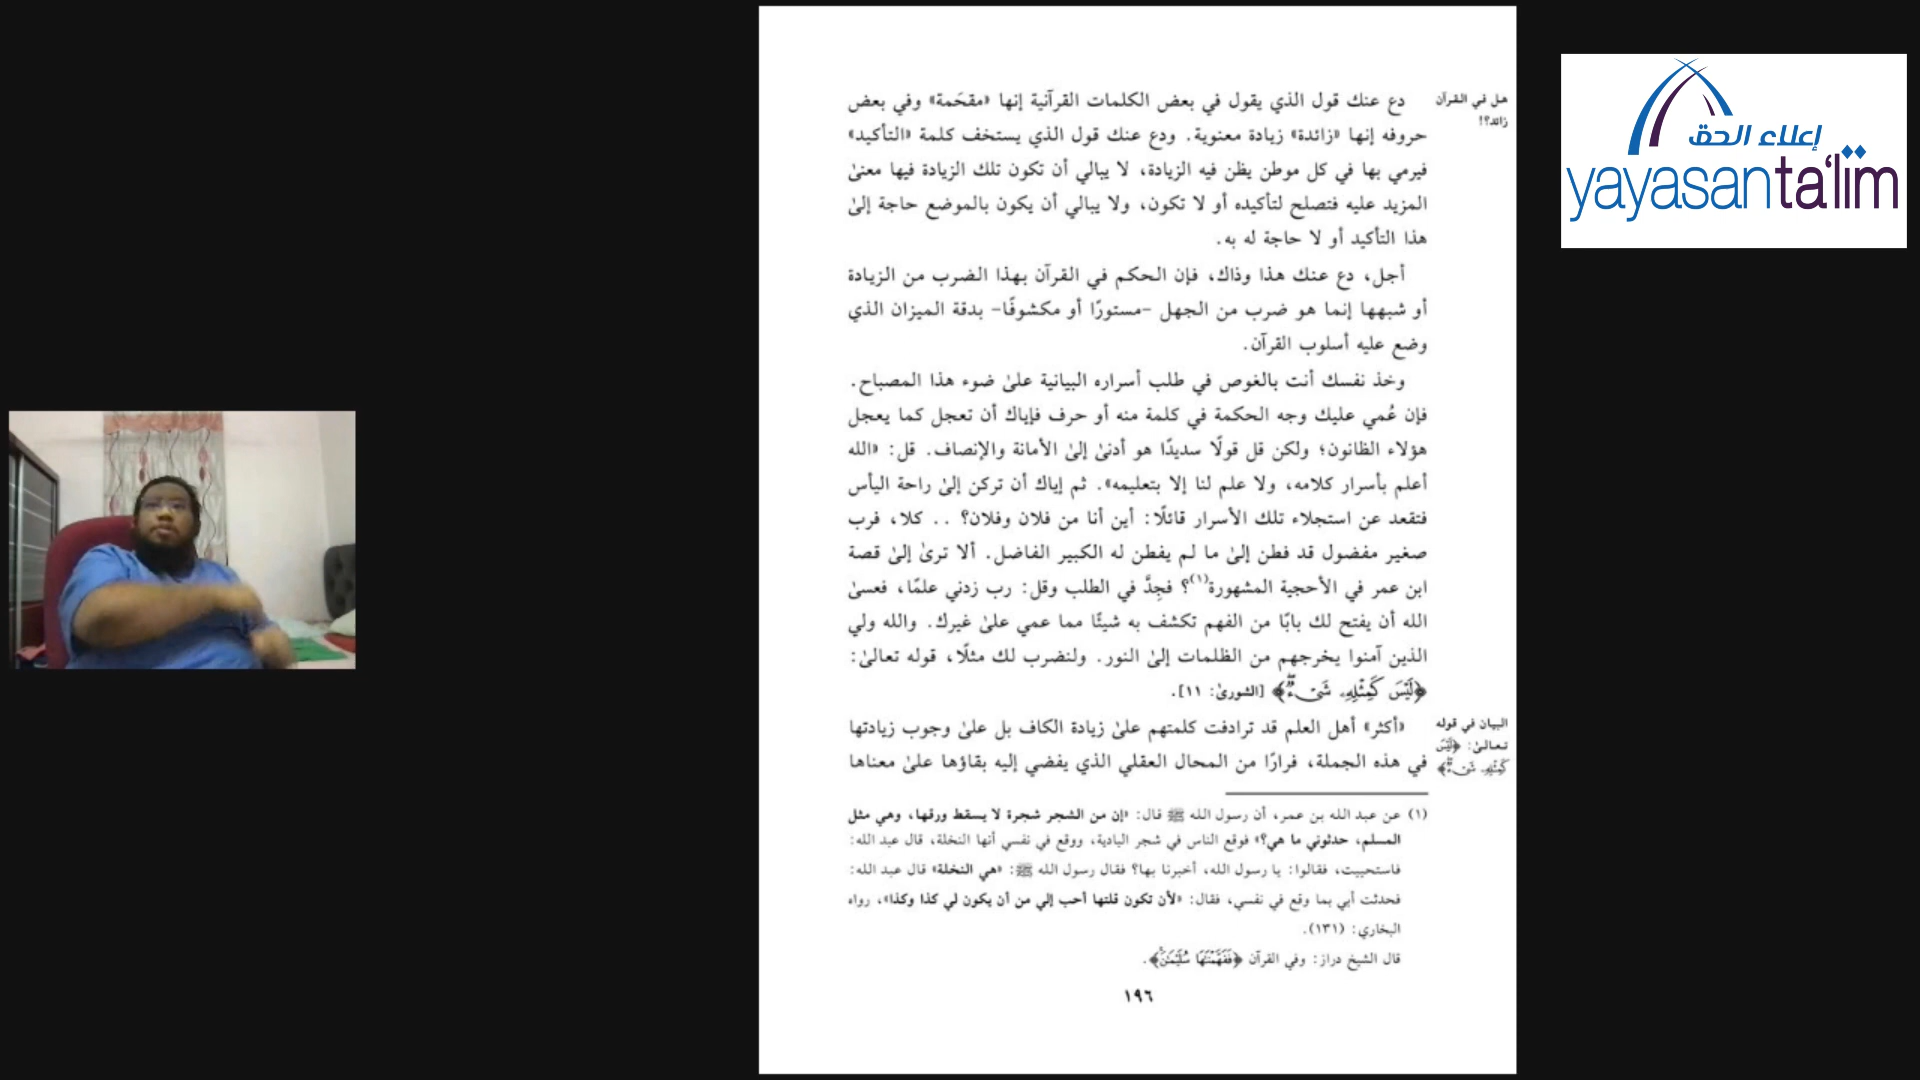 إعلاء الحق
yayasanta'lim
هل في القرآن
زائد؟!
دع عنك قول الذي يقول في بعض الكلمات القرآنية إنها «مقحَمة» وفي بعض
حروفه إنها «زائدة» زيادة معنوية. ودع عنك قول الذي يستخف كلمة «التأكيد»
فيرمي بها في كل موطن يظن فيه الزيادة، لا يبالي أن تكون تلك الزيادة فيها معنىٰ
المزيد عليه فتصلح لتأكيده أو لا تكون، ولا يبالي أن يكون بالموضع حاجة إلىٰ
هذا التأكيد أو لا حاجة له به.
أجل، دع عنك هذا وذاك، فإن الحكم في القرآن بهذا الضرب من الزيادة
أو شبهها إنما هو ضرب من الجهل -مستورًا أو مكشوفًا- بدقة الميزان الذي
وضع عليه أسلوب القرآن.
وخذ نفسك أنت بالغوص في طلب أسراره البيانية علىٰ ضوء هذا المصباح.
فإن عُمي عليك وجه الحكمة في كلمة منه أو حرف فإياك أن تعجل كما يعجل
هؤلاء الظانون؛ ولكن قل قولًا سديدًا هو أدنىٰ إلىٰ الأمانة والإنصاف. قل: «الله
أعلم بأسرار كلامه، ولا علم لنا إلا بتعليمه». ثم إياك أن تركن إلىٰ راحة اليأس
فتقعد عن استجلاء تلك الأسرار قائلًا: أين أنا من فلان وفلان؟ .. كلا، فرب
صغير مفضول قد فطن إلىٰ ما لم يفطن له الكبير الفاضل. ألا ترىٰ إلىٰ قصة
ابن عمر في الأحجية المشهورة(١)؟ فجِدَّ في الطلب وقل: رب زدني علمًا، فعسىٰ
الله أن يفتح لك بابًا من الفهم تكشف به شيئًا مما عمي علىٰ غيرك. والله ولي
الذين آمنوا يخرجهم من الظلمات إلىٰ النور. ولنضرب لك مثلًا، قوله تعالىٰ:
﴿لَيْسَ كَمِثْلِهِۦ شَىْءٌ ۖ﴾ [الشورىٰ: ١١].
البيان في قوله
تعالىٰ: ﴿لَيْسَ
كَمِثْلِهِۦ شَىْءٌ ۖ﴾
«أكثر» أهل العلم قد ترادفت كلمتهم علىٰ زيادة الكاف بل علىٰ وجوب زيادتها
في هذه الجملة، فرارًا من المحال العقلي الذي يفضي إليه بقاؤها علىٰ معناها
(١) عن عبد الله بن عمر، أن رسول الله ﷺ قال: «إن من الشجر شجرة لا يسقط ورقها، وهي مثل
المسلم، حدثوني ما هي؟» فوقع الناس في شجر البادية، ووقع في نفسي أنها النخلة، قال عبد الله:
فاستحييت، فقالوا: يا رسول الله، أخبرنا بها؟ فقال رسول الله ﷺ: «هي النخلة» قال عبد الله:
فحدثت أبي بما وقع في نفسي، فقال: «لأن تكون قلتها أحب إلي من أن يكون لي كذا وكذا»، رواه
البخاري: (١٣١).
قال الشيخ دراز: وفي القرآن ﴿فَفَهَّمْنَٰهَا سُلَيْمَٰنَ ۚ﴾.
١٩٦